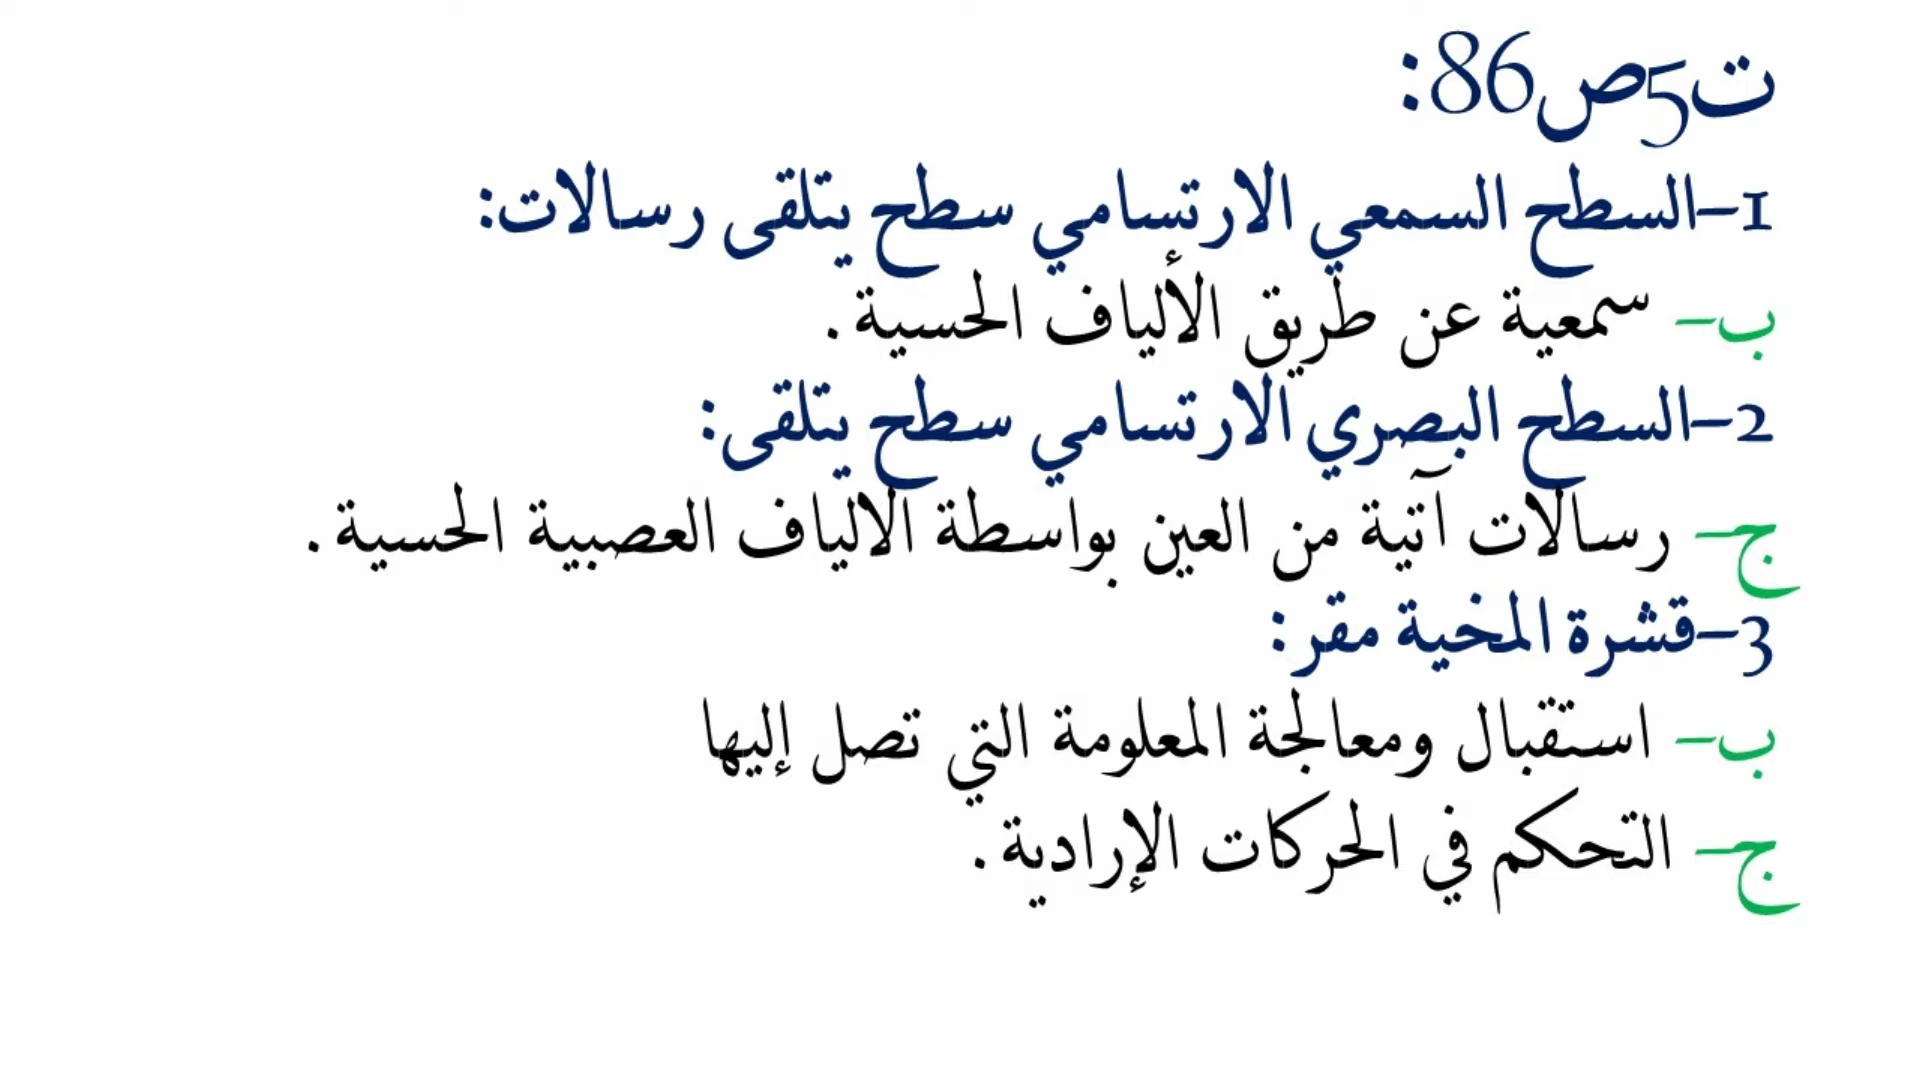 ت5ص86:
1–السطح السمعي الارتسامي سطح يتلقى رسالات:
ب– سمعية عن طريق الألياف الحسية.
2–السطح البصري الارتسامي سطح يتلقى:
ج– رسالات آتية من العين بواسطة الالياف العصبية الحسية.
3–قشرة المخية مقر:
ب– استقبال ومعالجة المعلومة التي تصل إليها
ج– التحكم في الحركات الإرادية.